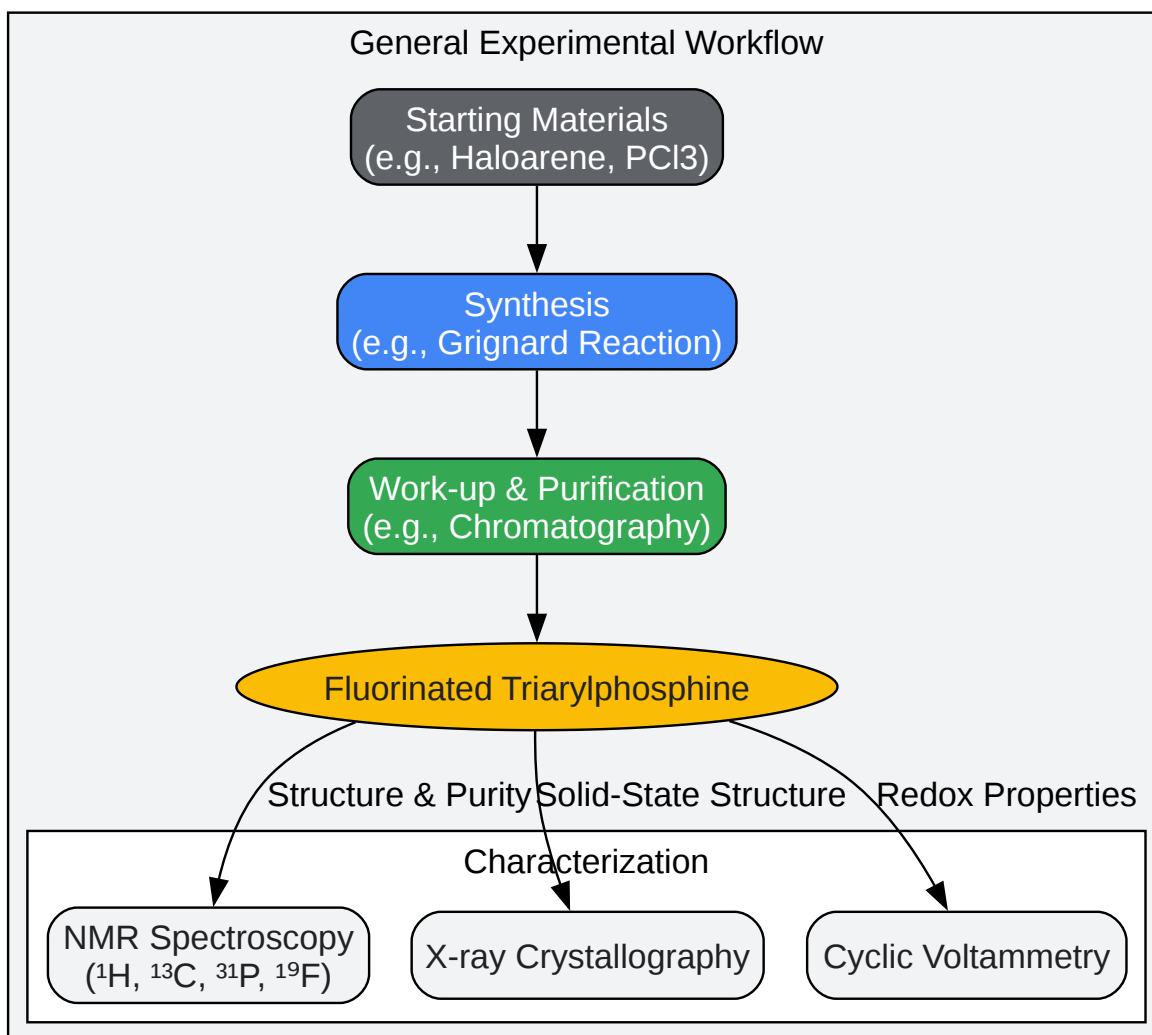 General Experimental Workflow
Starting Materials
(e.g., Haloarene, PCl3)
Synthesis
(e.g., Grignard Reaction)
Work-up & Purification
(e.g., Chromatography)
Fluorinated Triarylphosphine
Structure & Purity
Solid-State Structure
Redox Properties
Characterization
NMR Spectroscopy
(¹H, ¹³C, ³¹P, ¹⁹F)
X-ray Crystallography
Cyclic Voltammetry